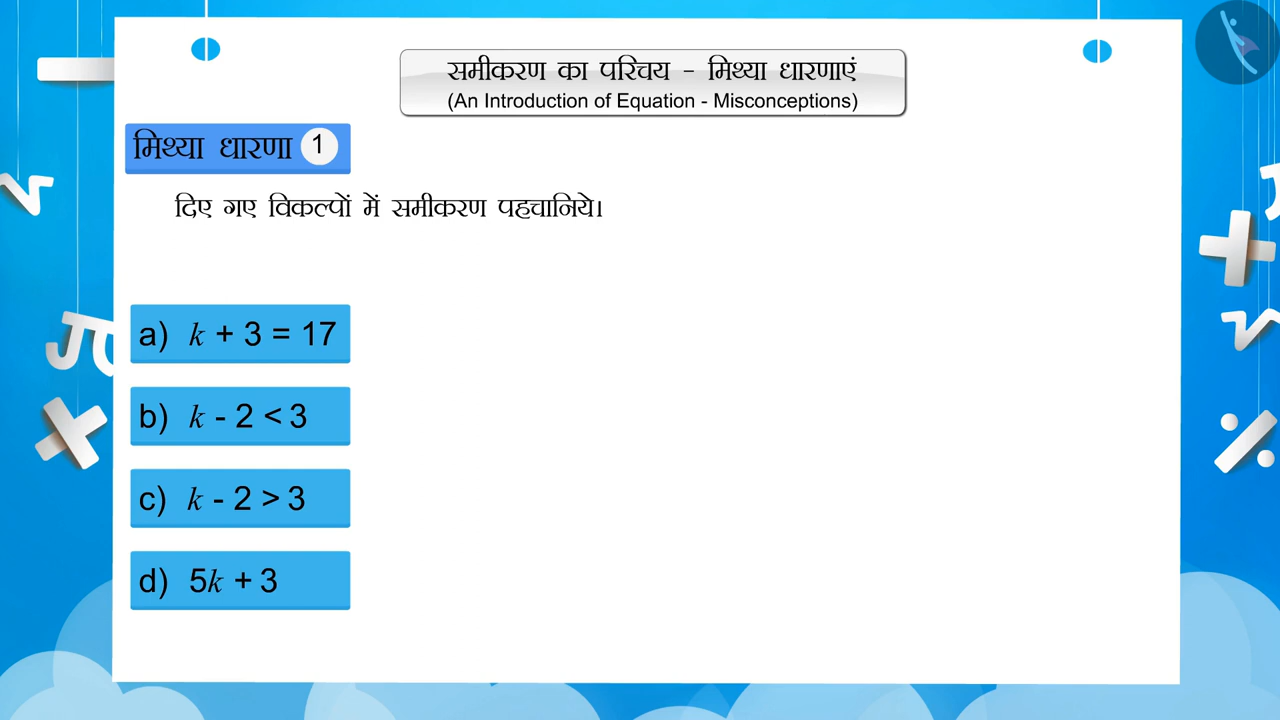 समीकरण का परिचय - मिथ्या धारणाएं
(An Introduction of Equation - Misconceptions)
मिथ्या धारणा 1
दिए गए विकल्पों में समीकरण पहचानिये।
a) k + 3 = 17
b) k - 2 < 3
c) k - 2 > 3
d) 5k + 3